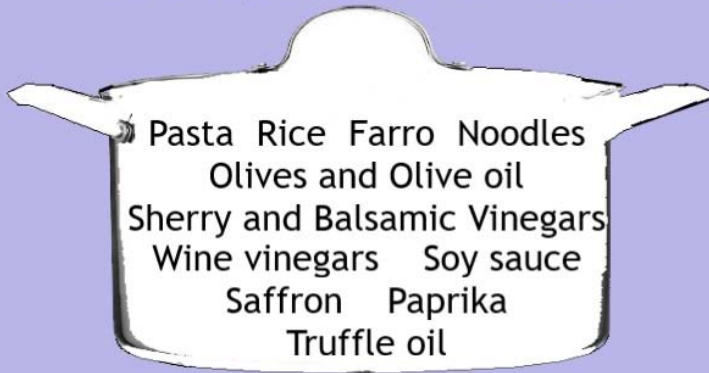 Pasta Rice Farro Noodles
Olives and Olive oil
Sherry and Balsamic Vinegars
Wine vinegars Soy sauce
Saffron Paprika
Truffle oil